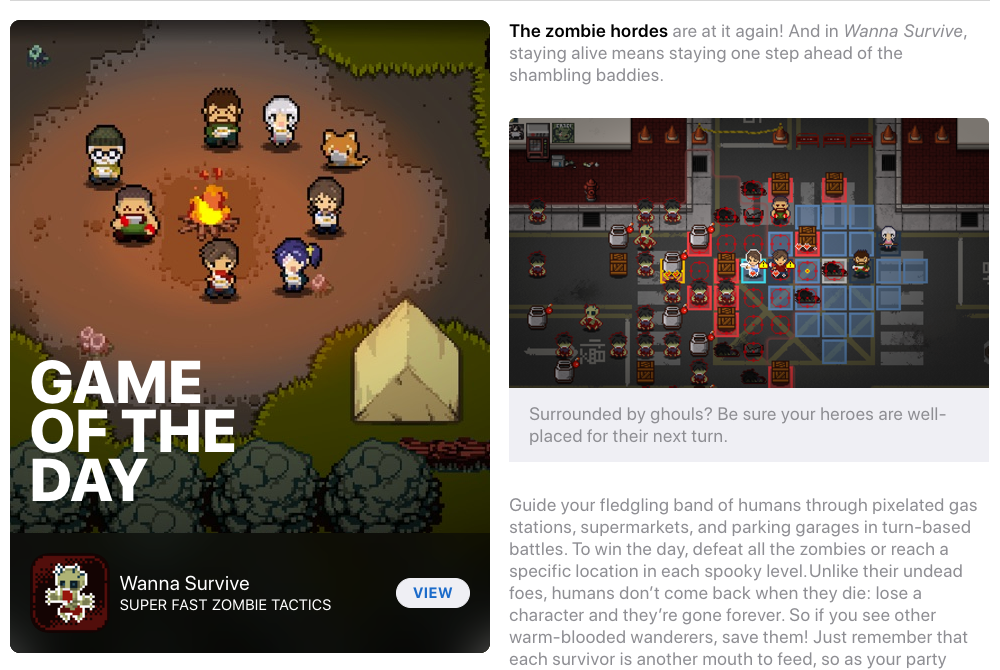 GAME
OF THE
DAY
Wanna Survive
SUPER FAST ZOMBIE TACTICS
VIEW
The zombie hordes are at it again! And in Wanna Survive,
staying alive means staying one step ahead of the
shambling baddies.
Surrounded by ghouls? Be sure your heroes are well-
placed for their next turn.
Guide your fledgling band of humans through pixelated gas
stations, supermarkets, and parking garages in turn-based
battles. To win the day, defeat all the zombies or reach a
specific location in each spooky level. Unlike their undead
foes, humans don’t come back when they die: lose a
character and they’re gone forever. So if you see other
warm-blooded wanderers, save them! Just remember that
each survivor is another mouth to feed, so as your party